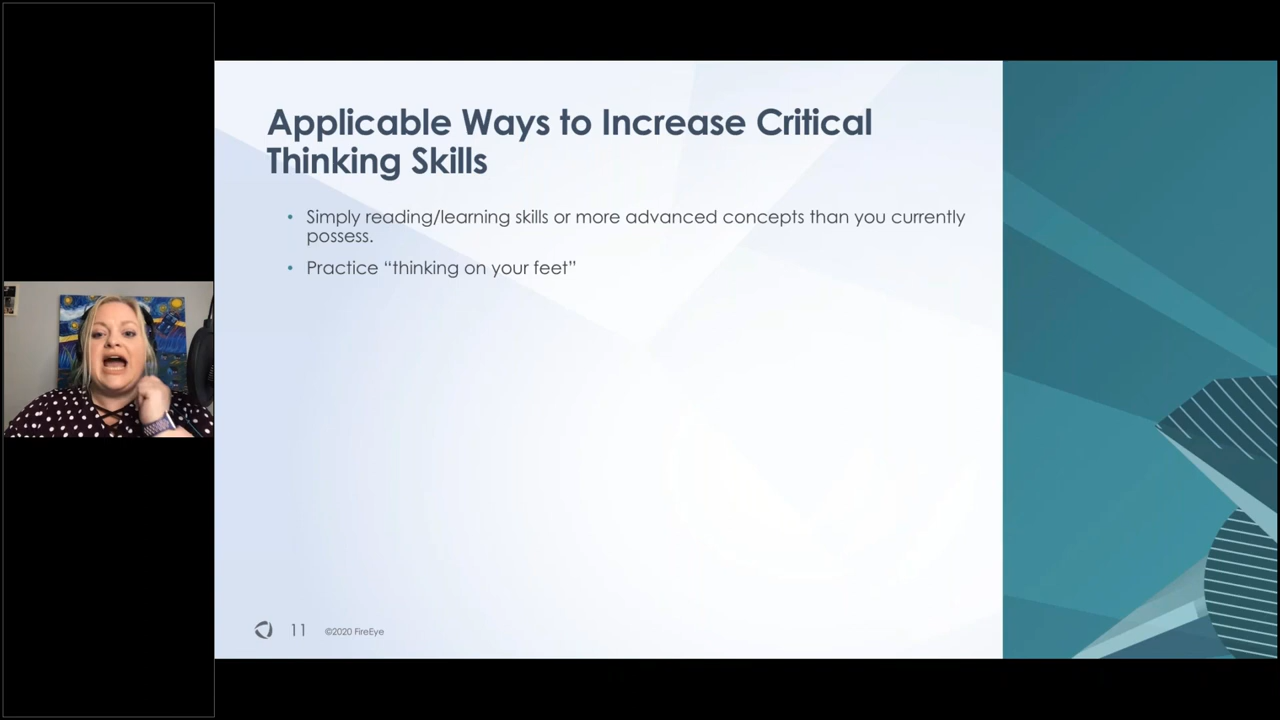 Applicable Ways to Increase Critical
Thinking Skills
• Simply reading/learning skills or more advanced concepts than you currently
possess.
• Practice “thinking on your feet”
11 ©2020 FireEye